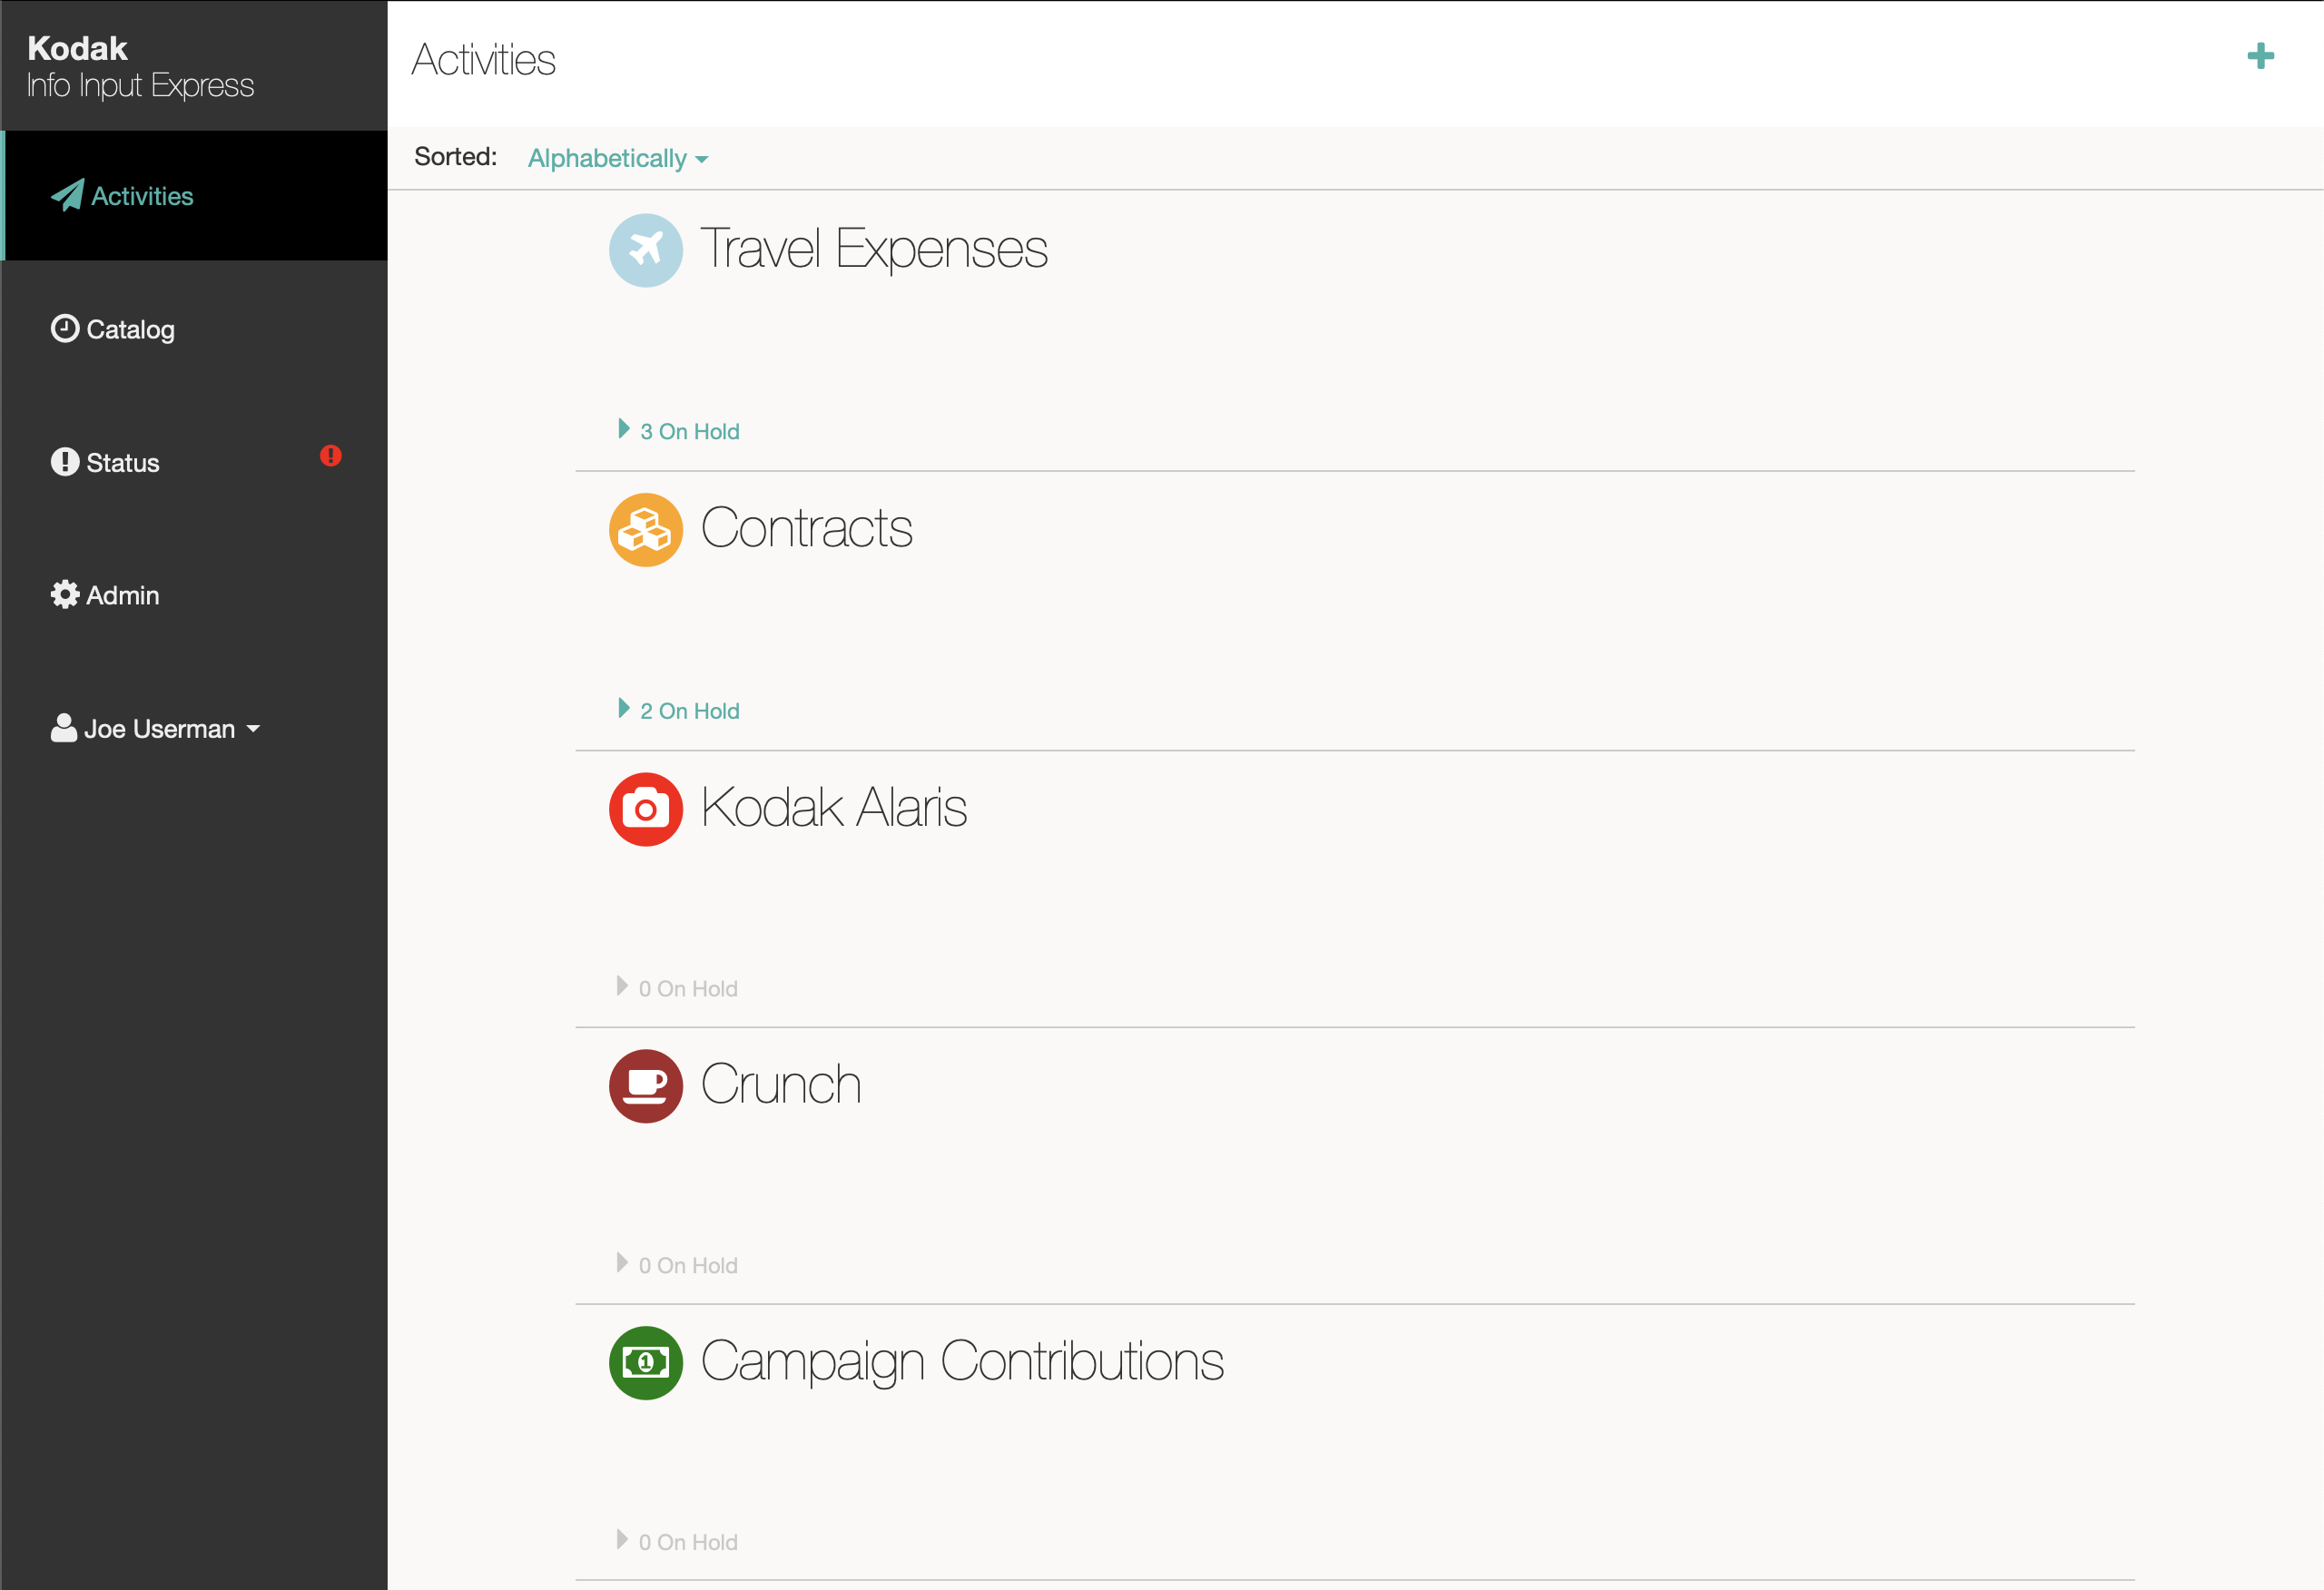 Kodak
Info Input Express
Activities
Catalog
Status
Admin
Joe Userman
Activities
Sorted: Alphabetically
Travel Expenses
3 On Hold
Contracts
2 On Hold
Kodak Alaris
0 On Hold
Crunch
0 On Hold
1
Campaign Contributions
0 On Hold